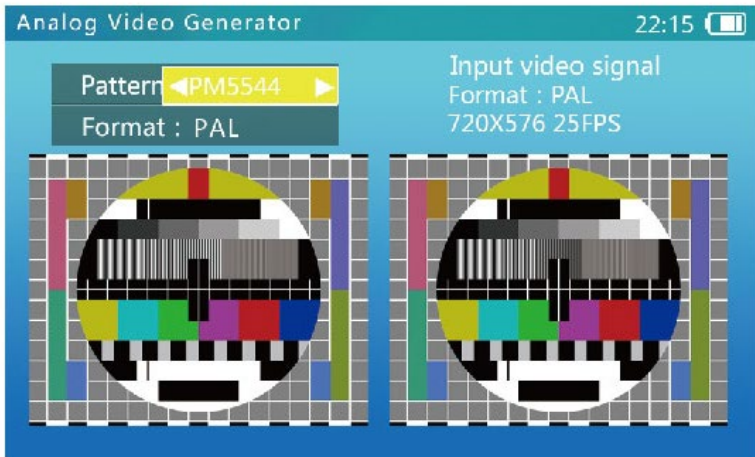 Analog Video Generator
22:15
Pattern ◀PM5544 ▶
Format : PAL
Input video signal
Format : PAL
720X576 25FPS